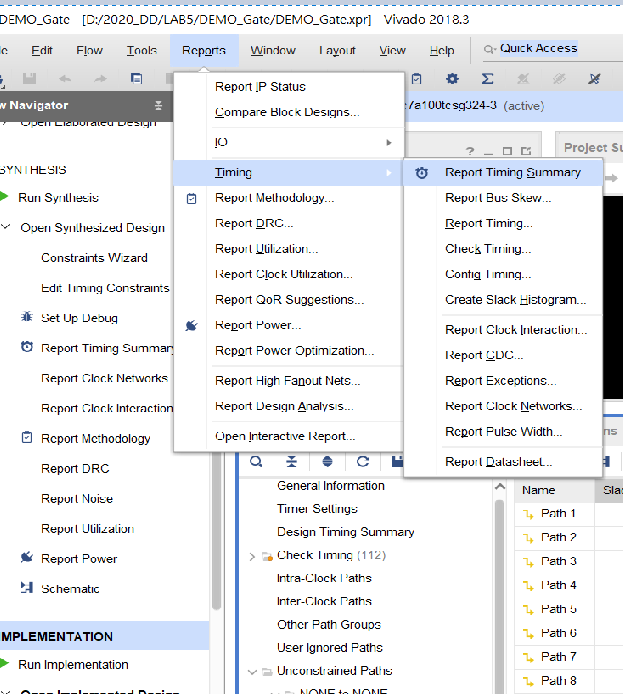 DEMO_Gate [D:/2020_DD/LAB5/DEMO_Gate/DEMO_Gate.xpr] Vivado 2018.3
le Edit Flow Tools Reports Window Layout View Help Quick Access
w Navigator
Open Elaborated Design
SYNTHESIS
Run Synthesis
Open Synthesized Design
Constraints Wizard
Edit Timing Constraints
Set Up Debug
Report Timing Summary
Report Clock Networks
Report Clock Interaction
Report Methodology
Report DRC
Report Noise
Report Utilization
Report Power
Schematic
IMPLEMENTATION
Run Implementation
Open Implemented Design
Report IP Status
Compare Block Designs...
IO
Timing
Report Methodology...
Report DRC...
Report Utilization...
Report Clock Utilization...
Report QoR Suggestions...
Report Power...
Report Power Optimization...
Report High Fanout Nets...
Report Design Analysis...
Open Interactive Report...
7a100tcsg324-3 (active)
Project Su
Report Timing Summary
Report Bus Skew...
Report Timing...
Check Timing...
Config Timing...
Create Slack Histogram...
Report Clock Interaction...
Report CDC...
Report Exceptions...
Report Clock Networks...
Report Pulse Width...
Report Datasheet...
ns
General Information
Timer Settings
Design Timing Summary
Check Timing (112)
Intra-Clock Paths
Inter-Clock Paths
Other Path Groups
User Ignored Paths
Unconstrained Paths
NONE to NONE
Name Slac
Path 1
Path 2
Path 3
Path 4
Path 5
Path 6
Path 7
Path 8